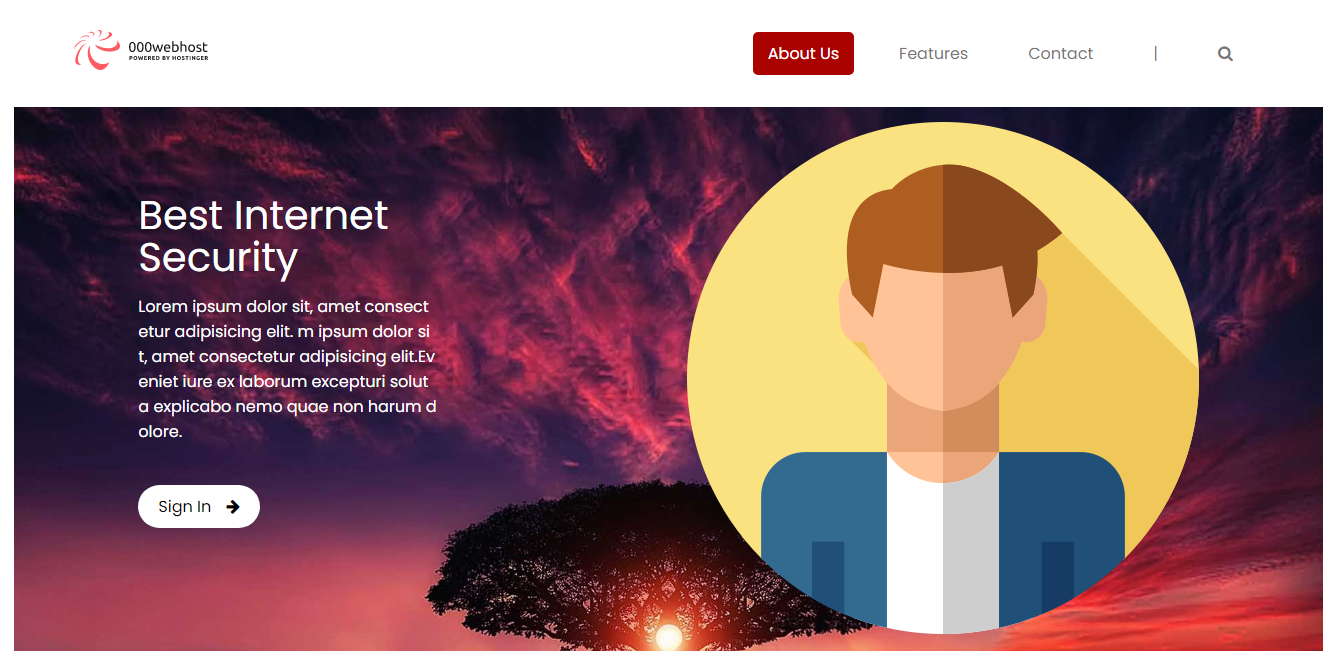 000webhost
POWERED BY HOSTINGER
About Us
Features
Contact
|
Best Internet
Security
Lorem ipsum dolor sit, amet consect
etur adipisicing elit. m ipsum dolor si
t, amet consectetur adipisicing elit.Ev
eniet iure ex laborum excepturi solut
a explicabo nemo quae non harum d
olore.
Sign In